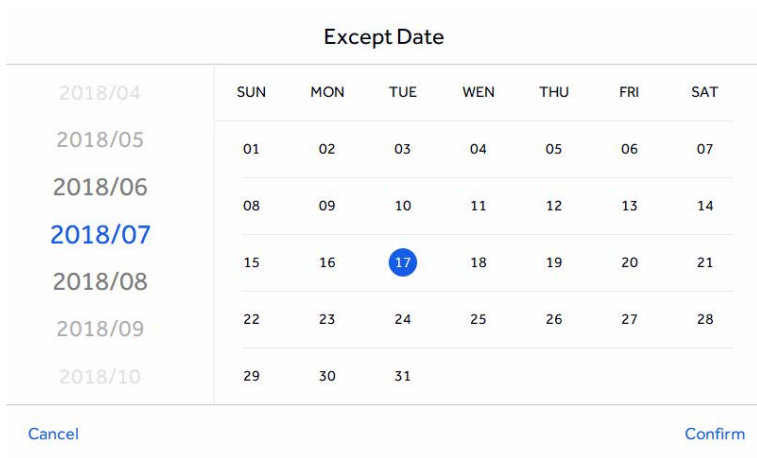 Except Date
2018/04
2018/05
2018/06
2018/07
2018/08
2018/09
2018/10
SUN MON TUE WEN THU FRI SAT
01 02 03 04 05 06 07
08 09 10 11 12 13 14
15 16 17 18 19 20 21
22 23 24 25 26 27 28
29 30 31
Cancel Confirm